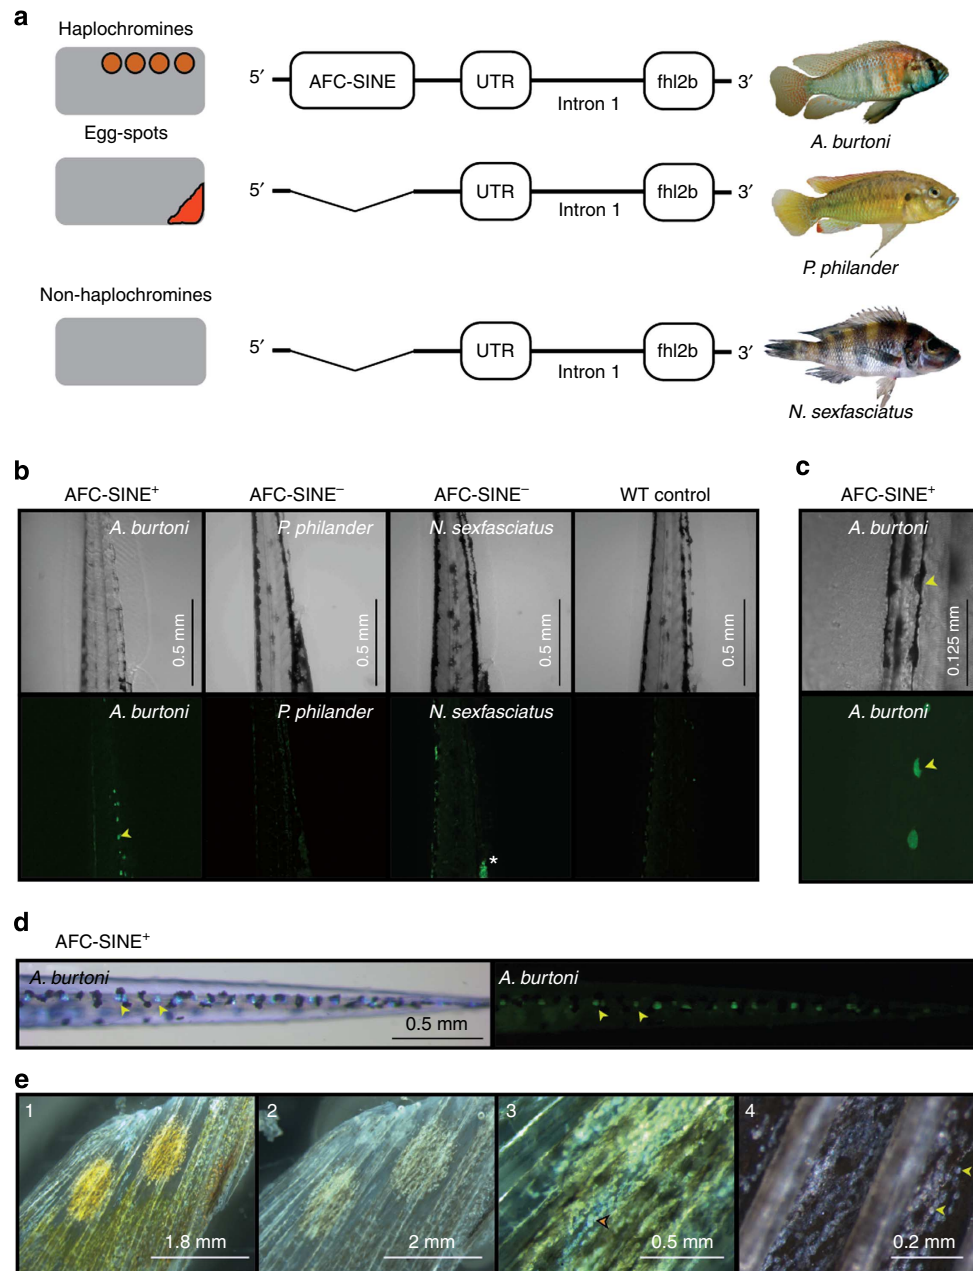 a
Haplochromines
5′ AFC-SINE UTR Intron 1 fhl2b 3′
A. burtoni
Egg-spots
5′ UTR Intron 1 fhl2b 3′
P. philander
Non-haplochromines
5′ UTR Intron 1 fhl2b 3′
N. sexfasciatus
b
AFC-SINE+ AFC-SINE– AFC-SINE– WT control
A. burtoni P. philander N. sexfasciatus
0.5 mm 0.5 mm 0.5 mm 0.5 mm
A. burtoni P. philander N. sexfasciatus
*
c
AFC-SINE+
A. burtoni
0.125 mm
A. burtoni
d
AFC-SINE+
A. burtoni
0.5 mm
A. burtoni
e
1 2 3 4
1.8 mm 2 mm 0.5 mm 0.2 mm